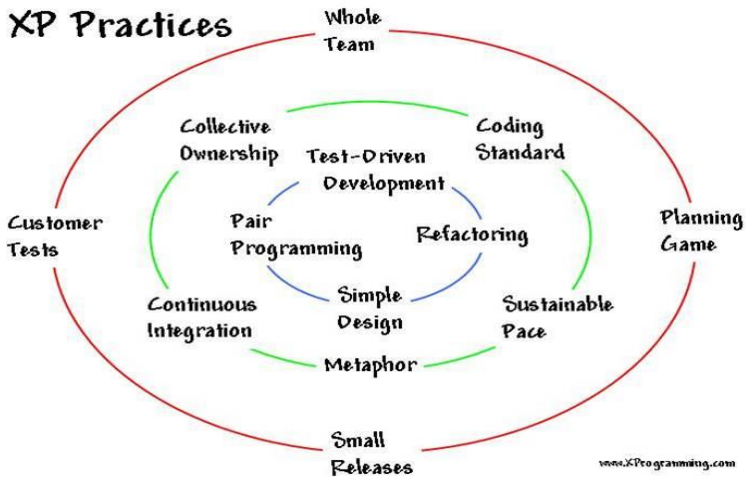 XP Practices
Whole
Team
Collective
Ownership
Coding
Standard
Test-Driven
Development
Customer
Tests
Pair
Programming
Refactoring
Planning
Game
Continuous
Integration
Simple
Design
Sustainable
Pace
Metaphor
Small
Releases
www.XProgramming.com